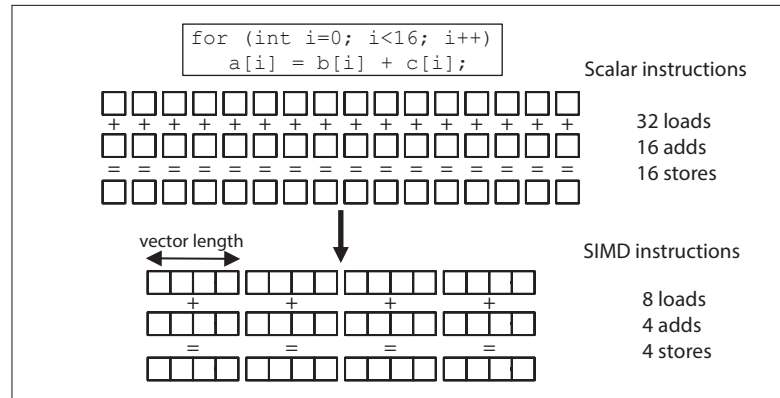 for (int i=0; i<16; i++)
a[i] = b[i] + c[i];
Scalar instructions
+ + + + + + + + + + + + + + + +
32 loads
16 adds
= = = = = = = = = = = = = = = =
16 stores
vector length
SIMD instructions
+ + + +
8 loads
4 adds
= = = =
4 stores